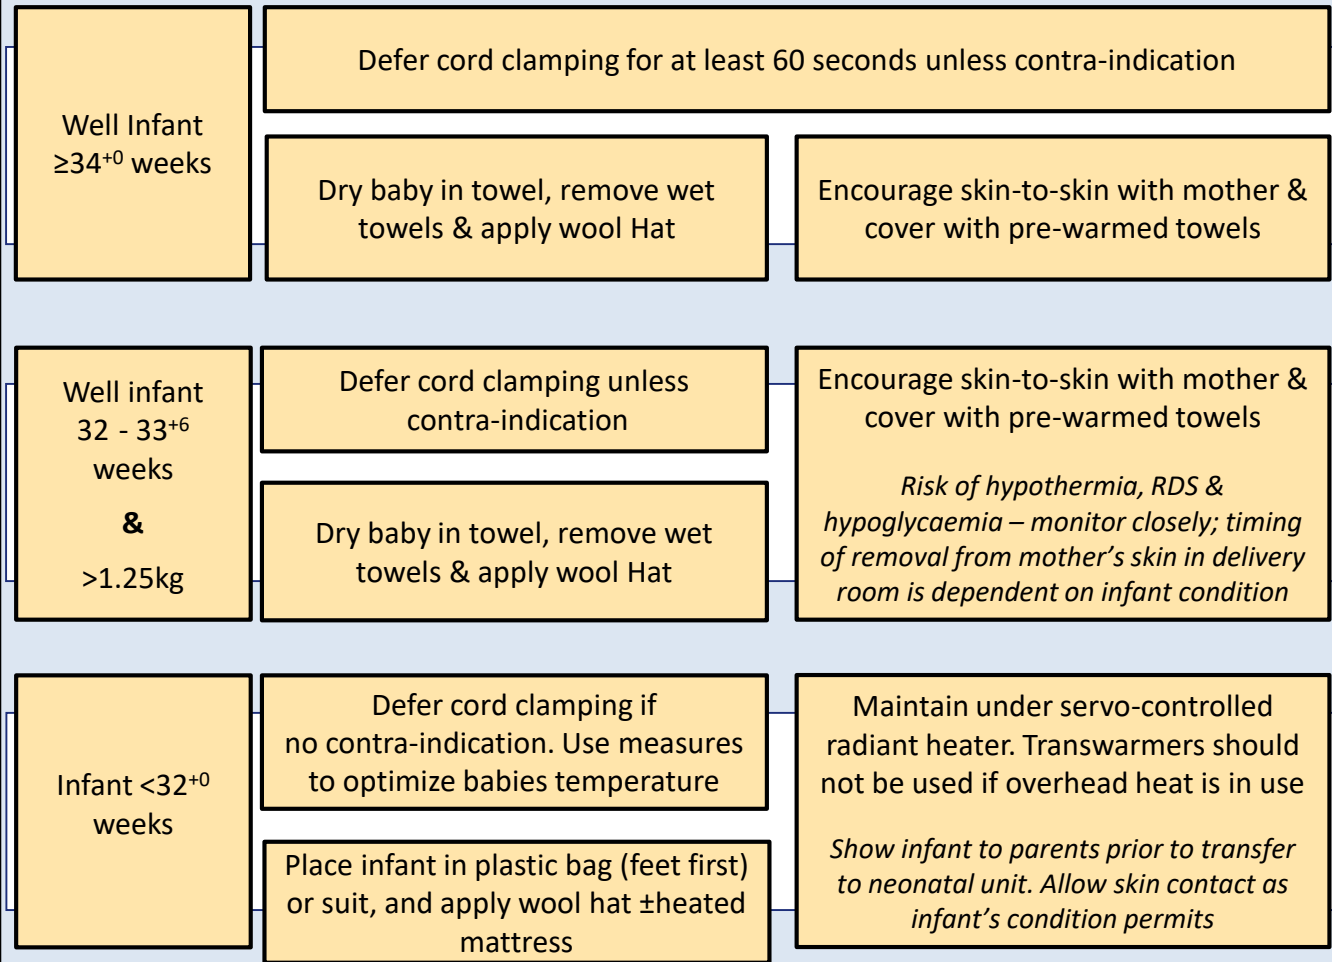 Well Infant
≥34⁺⁰ weeks
Defer cord clamping for at least 60 seconds unless contra-indication
Dry baby in towel, remove wet
towels & apply wool Hat
Encourage skin-to-skin with mother &
cover with pre-warmed towels
Well infant
32 - 33⁺⁶
weeks
&
>1.25kg
Defer cord clamping unless
contra-indication
Dry baby in towel, remove wet
towels & apply wool Hat
Encourage skin-to-skin with mother &
cover with pre-warmed towels
Risk of hypothermia, RDS &
hypoglycaemia – monitor closely; timing
of removal from mother’s skin in delivery
room is dependent on infant condition
Infant <32⁺⁰
weeks
Defer cord clamping if
no contra-indication. Use measures
to optimize babies temperature
Place infant in plastic bag (feet first)
or suit, and apply wool hat ±heated
mattress
Maintain under servo-controlled
radiant heater. Transwarmers should
not be used if overhead heat is in use
Show infant to parents prior to transfer
to neonatal unit. Allow skin contact as
infant’s condition permits